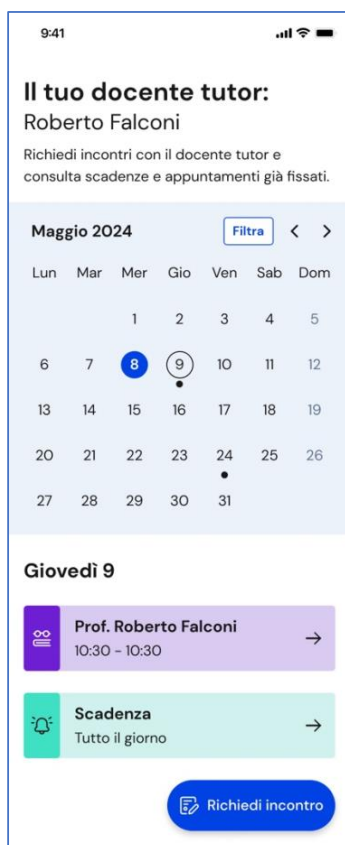 9:41
Il tuo docente tutor:
Roberto Falconi
Richiedi incontri con il docente tutor e
consulta scadenze e appuntamenti già fissati.
Maggio 2024 Filtra
Lun Mar Mer Gio Ven Sab Dom
1 2 3 4 5
6 7 8 9 10 11 12
13 14 15 16 17 18 19
20 21 22 23 24 25 26
27 28 29 30 31
Giovedì 9
Prof. Roberto Falconi
10:30 - 10:30
Scadenza
Tutto il giorno
Richiedi incontro